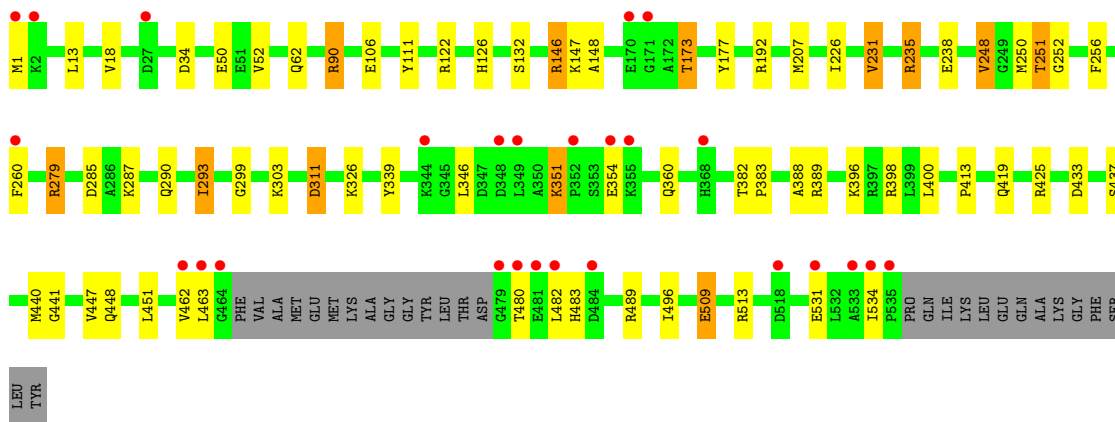 M1 K2 L13 V18 D27 D34 E50 E51 V52 Q62 R90 E106 Y111 R122 H126 S132 R146 K147 A148 E170 G171 A172 T173 Y177 R192 M207 I226 V231 R235 E238 V248 G249 M250 T251 G252 F256
F260 R279 D285 A286 K287 Q290 I293 G299 K303 D311 K326 Y339 K344 G345 L346 D347 D348 L349 A350 K351 P352 S353 E354 K355 Q360 H368 T382 P383 A388 R389 K396 R397 R398 L399 L400 P413 Q419 R425 D433 S437
M440 G441 V447 Q448 L451 V462 L463 G464 PHE VAL ALA MET GLU MET LYS ALA GLY GLY TYR LEU THR ASP G479 T480 E481 L482 H483 D484 R489 I496 E509 R513 D518 E531 L532 A533 I534 P535 PRO GLN ILE LYS LEU GLU GLN ALA LYS GLY PHE SER
LEU TYR